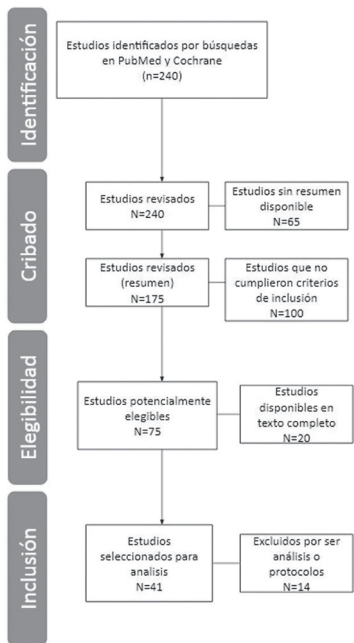 Identificación
Estudios identificados por búsquedas
en PubMed y Cochrane
(n=240)
Cribado
Estudios revisados
N=240
Estudios sin resumen
disponible
N=65
Estudios revisados
(resumen)
N=175
Estudios que no
cumplieron criterios
de inclusión
N=100
Elegibilidad
Estudios potencialmente
elegibles
N=75
Estudios
disponibles en
texto completo
N=20
Inclusión
Estudios
seleccionados para
analisis
N=41
Excluidos por ser
análisis o
protocolos
N=14